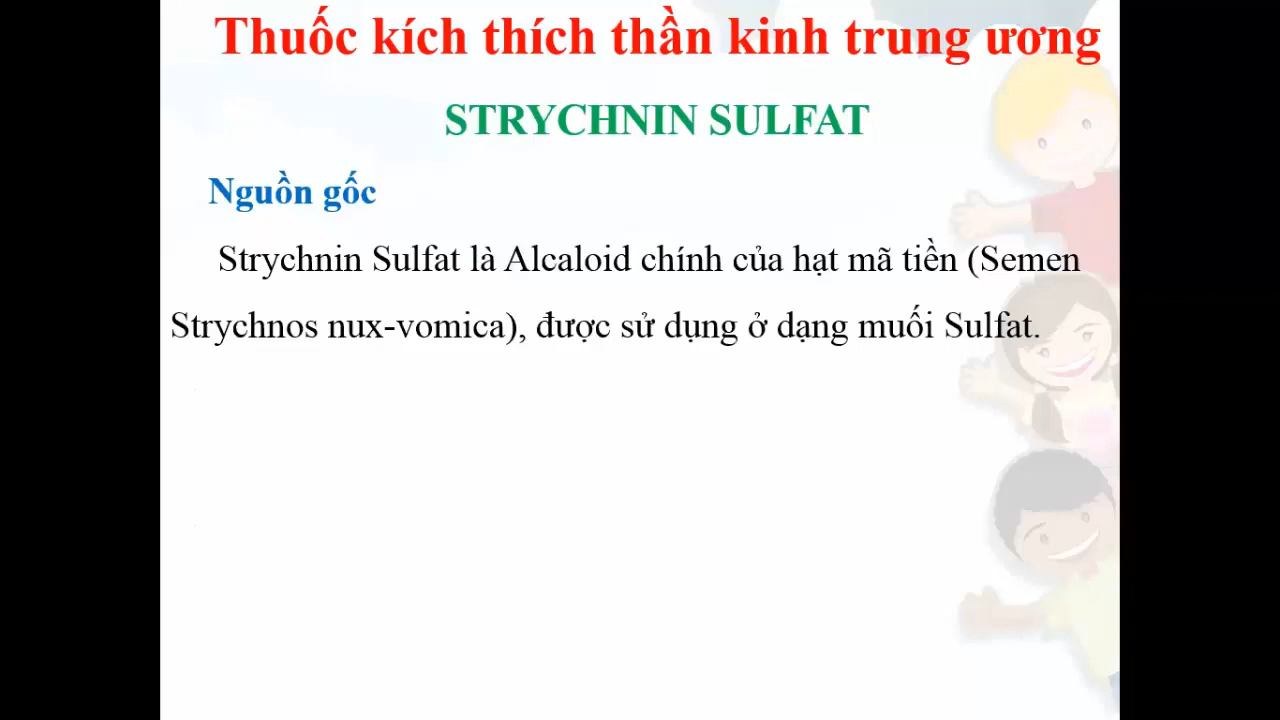 Thuốc kích thích thần kinh trung ương
STRYCHNIN SULFAT
Nguồn gốc
Strychnin Sulfat là Alcaloid chính của hạt mã tiền (Semen
Strychnos nux-vomica), được sử dụng ở dạng muối Sulfat.